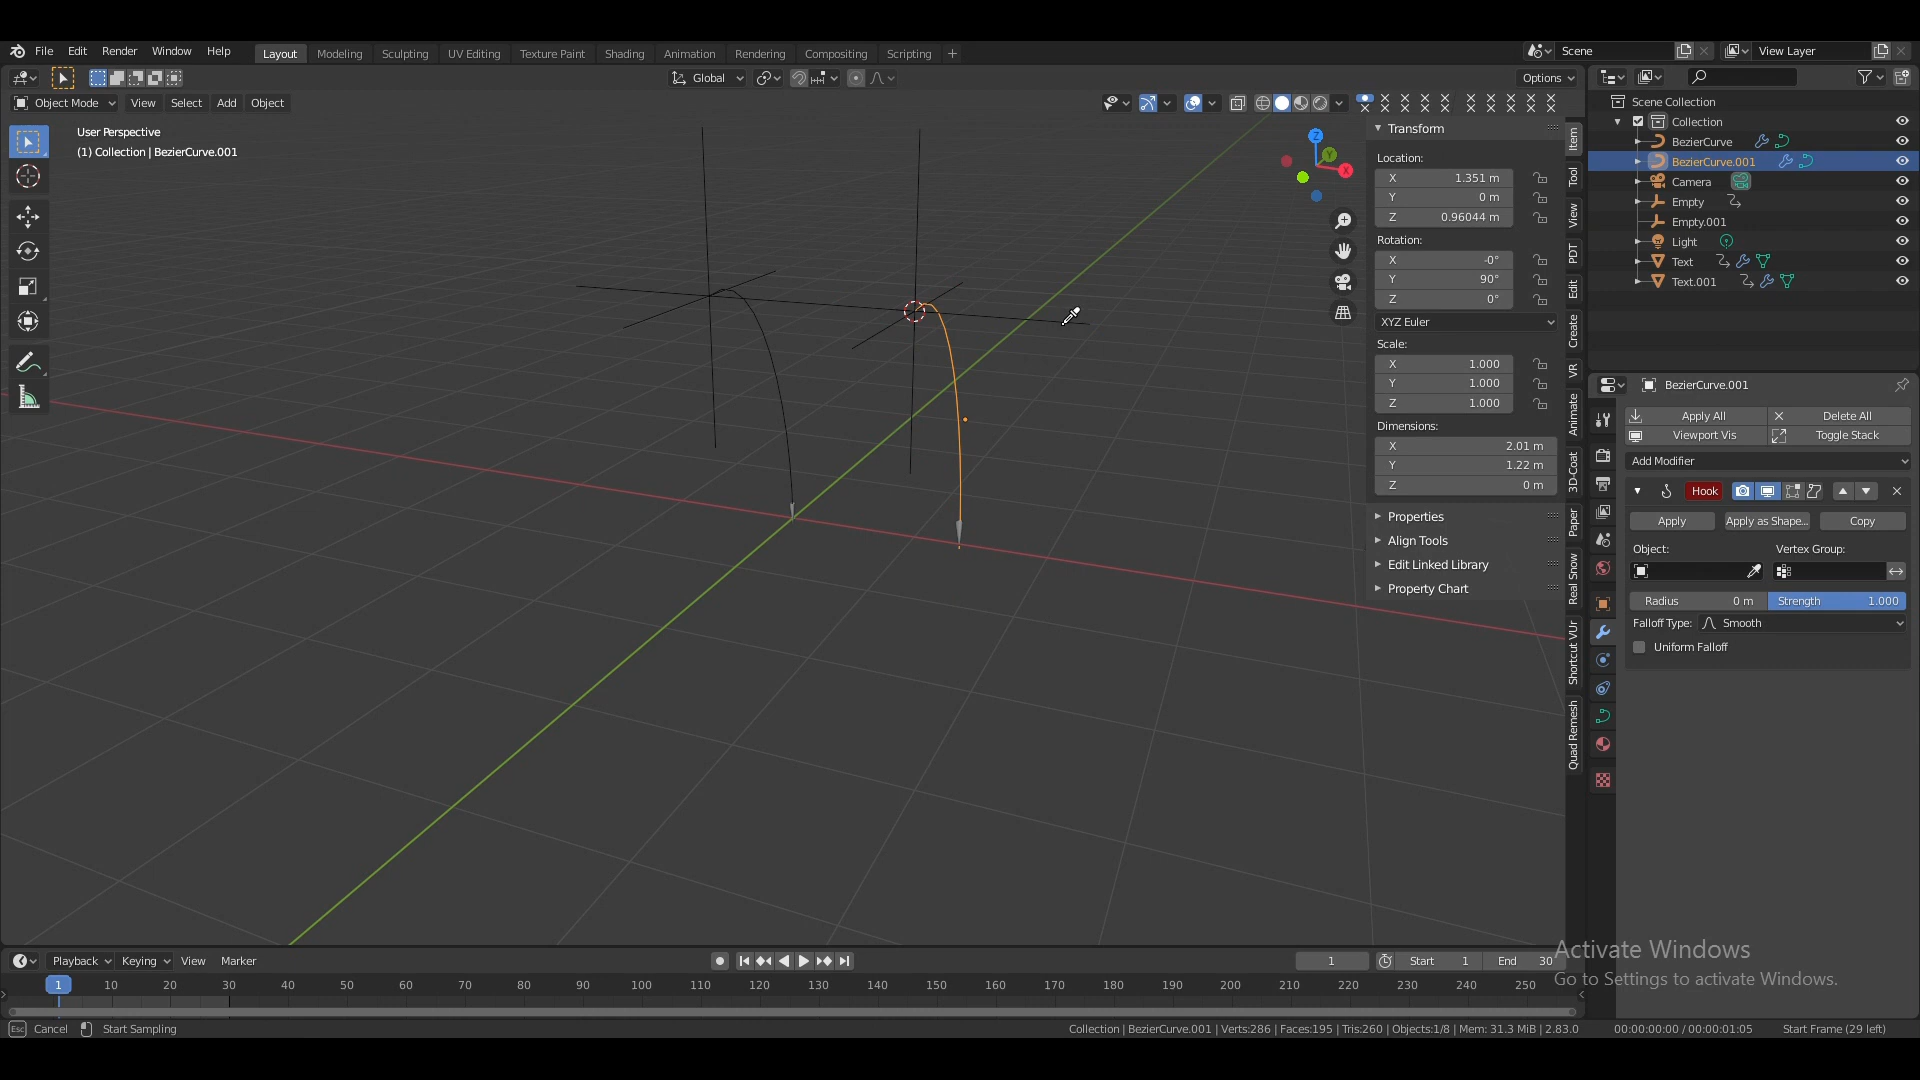 File Edit Render Window Help Layout Modeling Sculpting UV Editing Texture Paint Shading Animation Rendering Compositing Scripting + Scene View Layer
Global Options
Object Mode View Select Add Object
User Perspective
(1) Collection | BezierCurve.001
Z
Y
X
Transform
Location:
X 1.351 m
Y 0 m
Z 0.96044 m
Rotation:
X -0°
Y 90°
Z 0°
XYZ Euler
Scale:
X 1.000
Y 1.000
Z 1.000
Dimensions:
X 2.01 m
Y 1.22 m
Z 0 m
Properties
Align Tools
Edit Linked Library
Property Chart
Item
Tool
View
PDT
Edit
Create
VR
Animate
3D-Coat
Paper
Real Snow
Shortcut VUr
Quad Remesh
Scene Collection
Collection
BezierCurve
BezierCurve.001
Camera
Empty
Empty.001
Light
Text
Text.001
BezierCurve.001
Apply All Delete All
Viewport Vis Toggle Stack
Add Modifier
Hook
Apply Apply as Shape... Copy
Object: Vertex Group:
Radius 0 m Strength 1.000
Falloff Type: Smooth
Uniform Falloff
Activate Windows
Go to Settings to activate Windows.
Playback Keying View Marker 1 Start 1 End 30
1 10 20 30 40 50 60 70 80 90 100 110 120 130 140 150 160 170 180 190 200 210 220 230 240 250
Esc Cancel Start Sampling Collection | BezierCurve.001 | Verts:286 | Faces:195 | Tris:260 | Objects:1/8 | Mem: 31.3 MiB | 2.83.0 00:00:00:00 / 00:00:01:05 Start Frame (29 left)